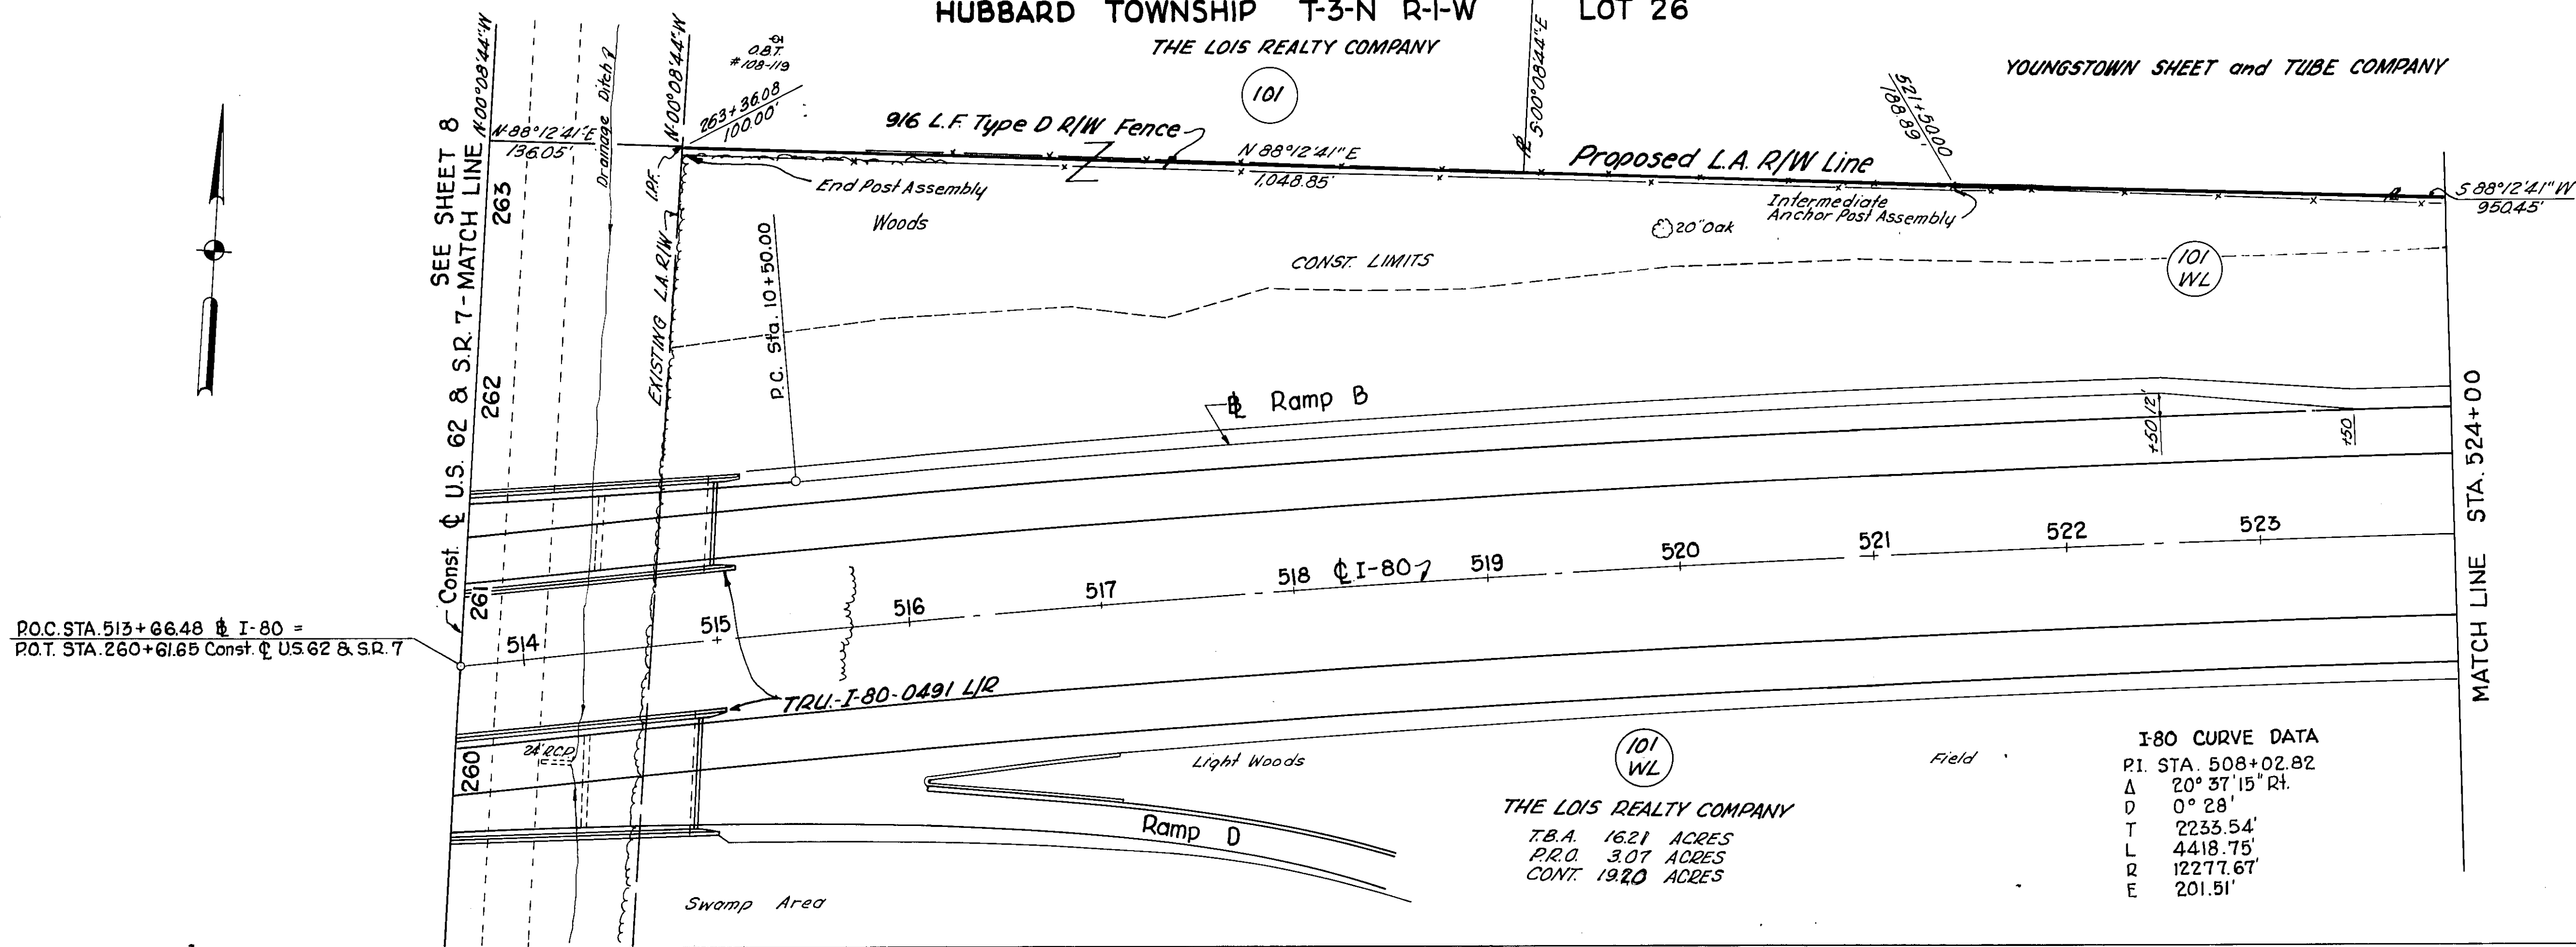 HUBBARD TOWNSHIP T-3-N R-1-W LOT 26
THE LOIS REALTY COMPANY
101
YOUNGSTOWN SHEET and TUBE COMPANY
O.B.T.
#108-119
263+36.08
100.00'
N-00°08'44"-W
N-00°08'44"-W
N-88°12'41"E
136.05'
Drainage Ditch
I.P.F.
916 L.F. Type D R/W Fence
N 88°12'41"E
1,048.85'
S-00°08'44"-E
Proposed L.A. R/W Line
521+50.00
188.89'
Intermediate
Anchor Post Assembly
S 88°12'41"W
950.45'
End Post Assembly
Woods
20" Oak
CONST. LIMITS
101
WL
SEE SHEET 8
Const. ℄ U.S. 62 & S.R. 7-MATCH LINE
263
262
261
260
EXISTING L.A. R/W
P.C. Sta. 10+50.00
Ramp B
+50
12'
+50
MATCH LINE STA. 524+00
514
515
516
517
518
℄ I-80
519
520
521
522
523
P.O.C. STA. 513+66.48 ℄ I-80 =
P.O.T. STA. 260+61.65 Const. ℄ U.S. 62 & S.R. 7
TRU.-I-80-0491 L/R
24" R.C.P.
Light Woods
Ramp D
Swamp Area
101
WL
THE LOIS REALTY COMPANY
T.B.A. 16.21 ACRES
P.R.O. 3.07 ACRES
CONT. 19.20 ACRES
Field
I-80 CURVE DATA
P.I. STA. 508+02.82
Δ 20° 37' 15" Rt.
D 0° 28'
T 2233.54'
L 4418.75'
R 12277.67'
E 201.51'